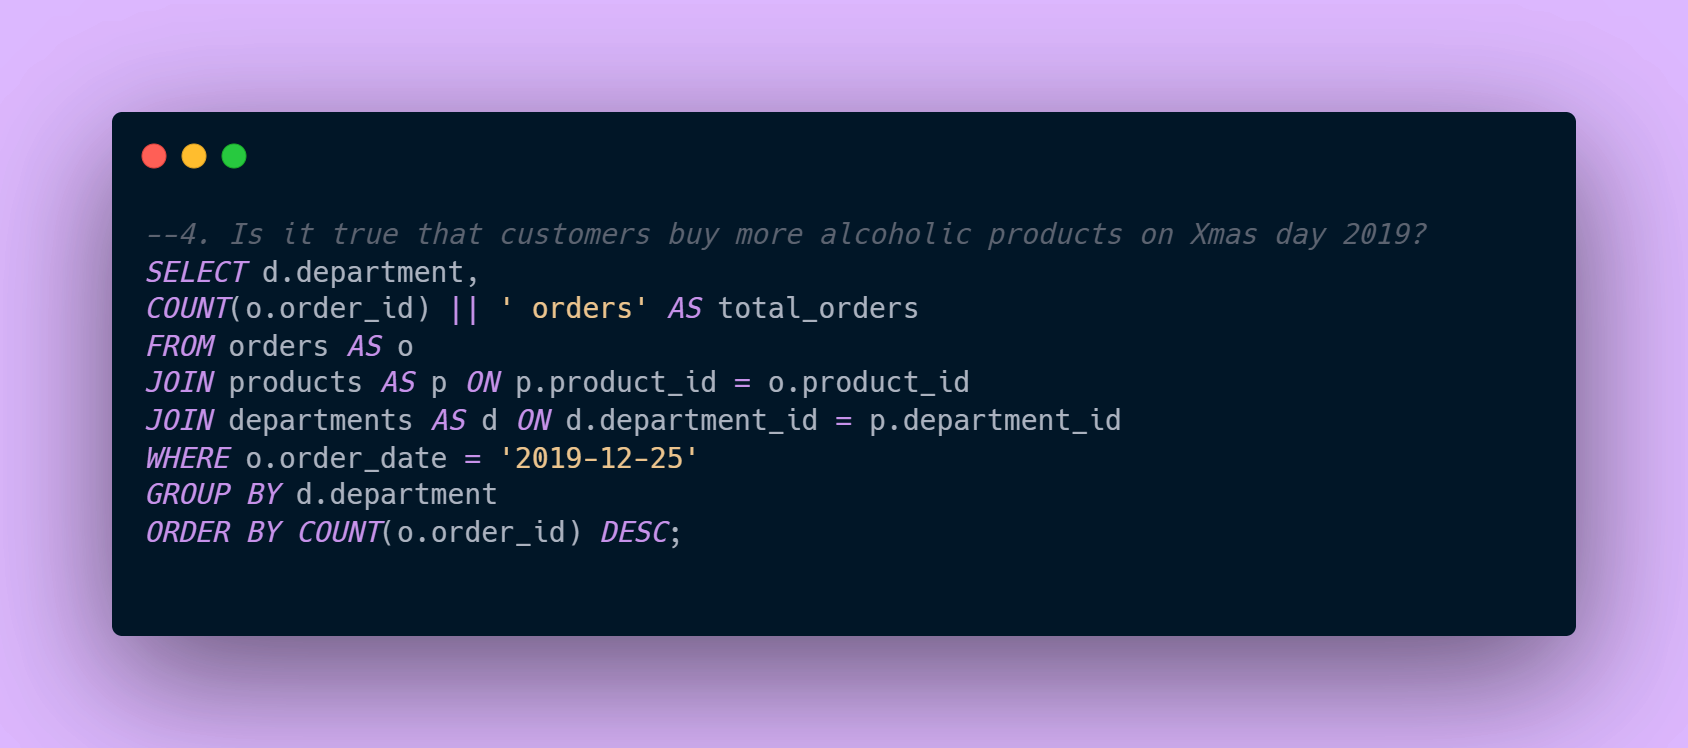 --4. Is it true that customers buy more alcoholic products on Xmas day 2019?
SELECT d.department,
COUNT(o.order_id) || ' orders' AS total_orders
FROM orders AS o
JOIN products AS p ON p.product_id = o.product_id
JOIN departments AS d ON d.department_id = p.department_id
WHERE o.order_date = '2019-12-25'
GROUP BY d.department
ORDER BY COUNT(o.order_id) DESC;